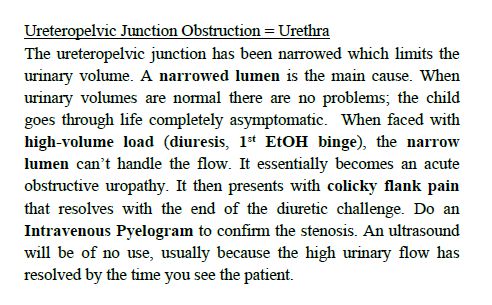 Ureteropelvic Junction Obstruction = Urethra
The ureteropelvic junction has been narrowed which limits the
urinary volume. A narrowed lumen is the main cause. When
urinary volumes are normal there are no problems; the child
goes through life completely asymptomatic. When faced with
high-volume load (diuresis, 1st EtOH binge), the narrow
lumen can't handle the flow. It essentially becomes an acute
obstructive uropathy. It then presents with colicky flank pain
that resolves with the end of the diuretic challenge. Do an
Intravenous Pyelogram to confirm the stenosis. An ultrasound
will be of no use, usually because the high urinary flow has
resolved by the time you see the patient.